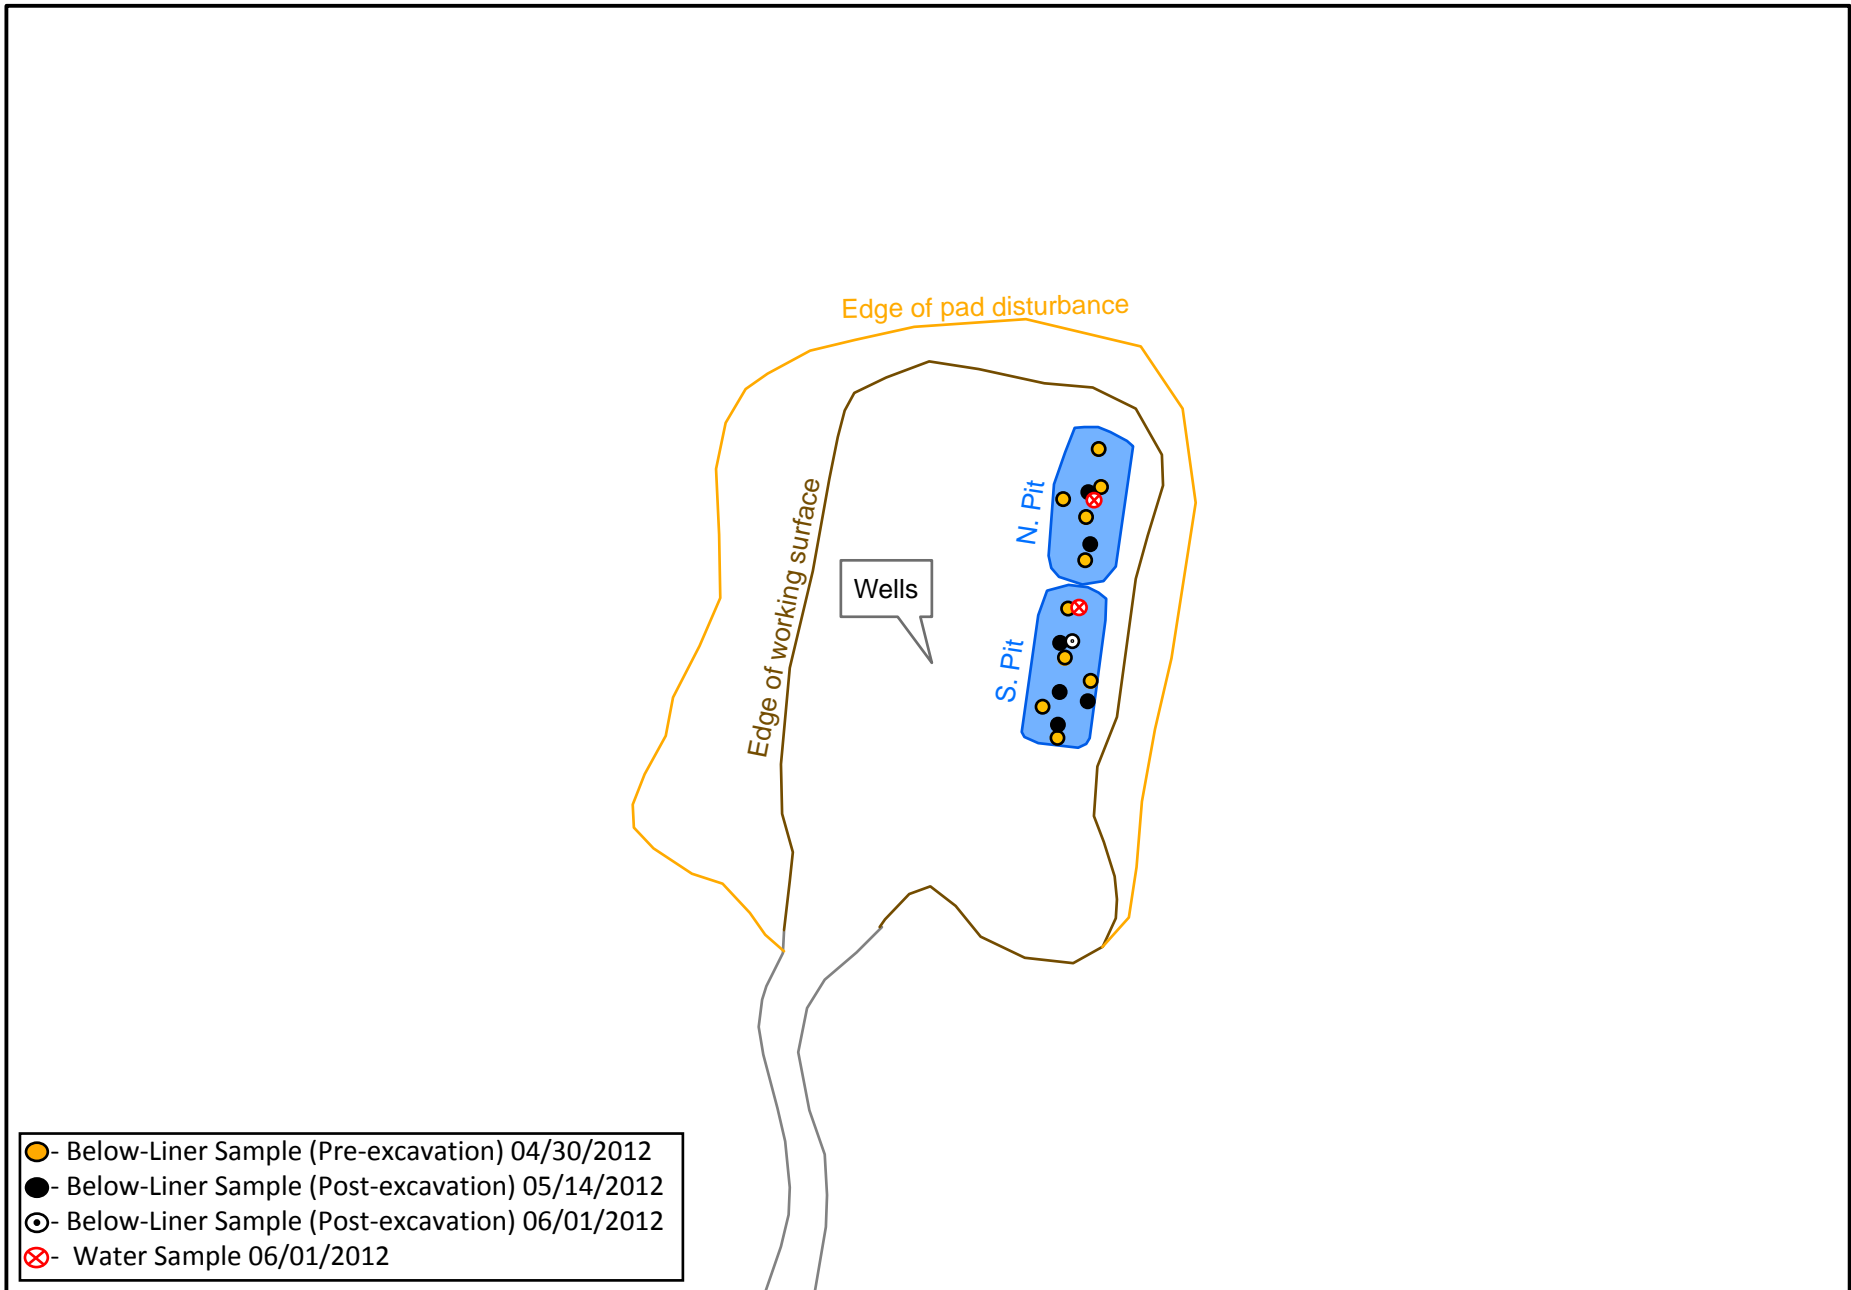 Edge of pad disturbance
Edge of working surface
N. Pit
Wells
S. Pit
- Below-Liner Sample (Pre-excavation) 04/30/2012
- Below-Liner Sample (Post-excavation) 05/14/2012
- Below-Liner Sample (Post-excavation) 06/01/2012
- Water Sample 06/01/2012